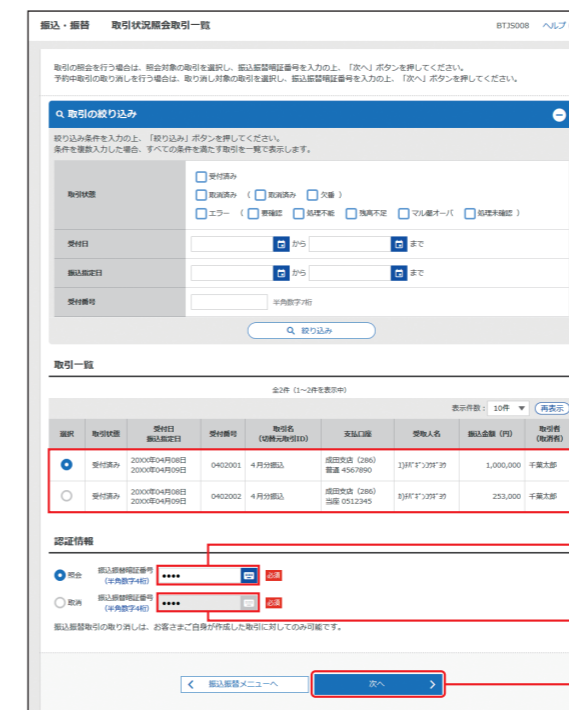 振込・振替 取引状況照会取引一覧 BTJS008 ヘルプ
取引の照会を行う場合は、照会対象の取引を選択し、振込振替暗証番号を入力の上、「次へ」ボタンを押してください。
予約中取引の取り消しを行う場合は、取り消し対象の取引を選択し、振込振替暗証番号を入力の上、「次へ」ボタンを押してください。
取引の絞り込み
絞り込み条件を入力の上、「絞り込み」ボタンを押してください。
条件を複数入力した場合、すべての条件を満たす取引を一覧で表示します。
取引状態
受付済み
取消済み ( 取消済み 欠番 )
エラー ( 要確認 処理不能 残高不足 マル優オーバ 処理未確認 )
受付日 から まで
振込指定日 から まで
受付番号 半角数字7桁
絞り込み
取引一覧
全2件 (1~2件を表示中)
表示件数: 10件 再表示
選択 取引状態 受付日 振込指定日 受付番号 取引名 (切替元取引ID) 支払口座 受取人名 振込金額 (円) 取引者 (取消者)
受付済み 20XX年04月08日 0402001 4月分振込 成田支店 (286) 1,000,000 千葉太郎
20XX年04月09日 普通 4567890
受付済み 20XX年04月08日 0402002 4月分振込 成田支店 (286) 253,000 千葉太郎
20XX年04月09日 当座 0512345
認証情報
照会 振込振替暗証番号 (半角数字4桁) •••• 必須
取消 振込振替暗証番号 (半角数字4桁) •••• 必須
振込振替取引の取り消しは、お客さまご自身が作成した取引に対してのみ可能です。
振込振替メニューへ 次へ